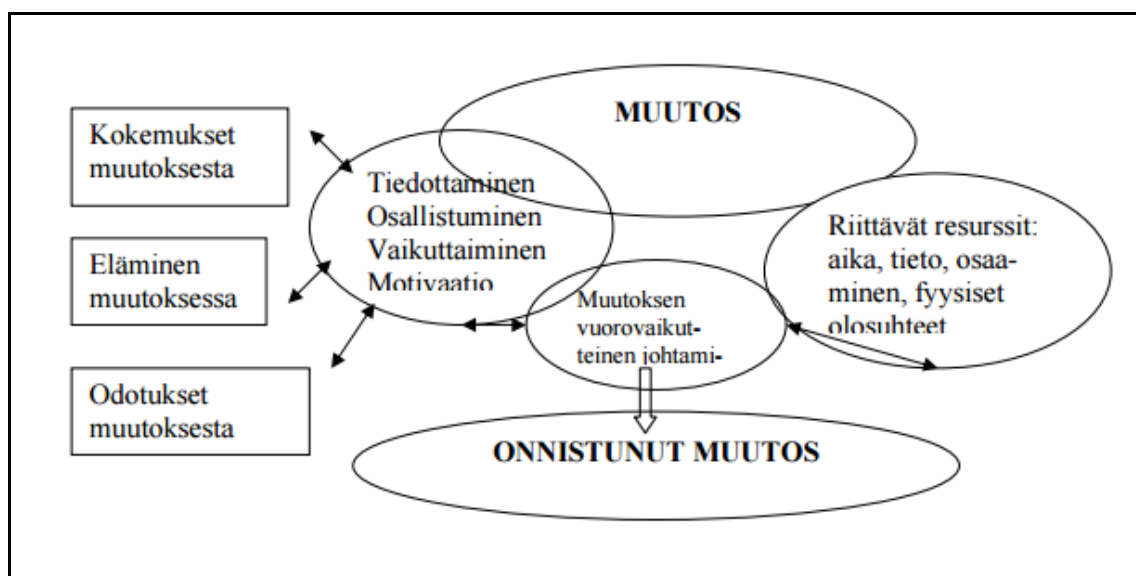 MUUTOS
Kokemukset
muutoksesta
Tiedottaminen
Osallistuminen
Vaikuttaiminen
Motivaatio
Riittävät resurssit:
aika, tieto, osaa-
minen, fyysiset
olosuhteet
Eläminen
muutoksessa
Muutoksen
vuorovaikut-
teinen johtami-
Odotukset
muutoksesta
ONNISTUNUT MUUTOS